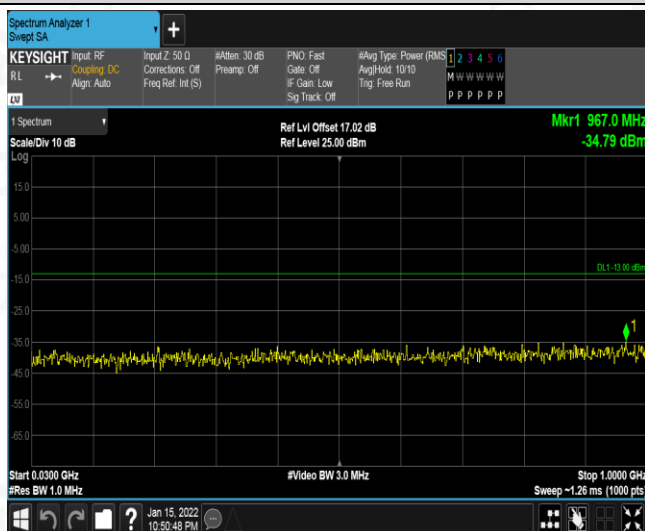 Spectrum Analyzer 1
Swept SA
+
KEYSIGHT
RL
LXI
Input: RF
Coupling: DC
Align: Auto
Input Z: 50 Ω
Corrections: Off
Freq Ref: Int (S)
#Atten: 30 dB
Preamp: Off
PNO: Fast
Gate: Off
IF Gain: Low
Sig Track: Off
#Avg Type: Power (RMS
Avg|Hold: 10/10
Trig: Free Run
1 2 3 4 5 6
M W W W W W
P P P P P P
1 Spectrum
Scale/Div 10 dB
Log
Ref Lvl Offset 17.02 dB
Ref Level 25.00 dBm
Mkr1 967.0 MHz
-34.79 dBm
15.0
5.00
-5.00
DL1 -13.00 dBm
-15.0
-25.0
1
-35.0
-45.0
-55.0
-65.0
Start 0.0300 GHz
#Res BW 1.0 MHz
#Video BW 3.0 MHz
Stop 1.0000 GHz
Sweep ~1.26 ms (1000 pts)
?
Jan 15, 2022
10:50:48 PM